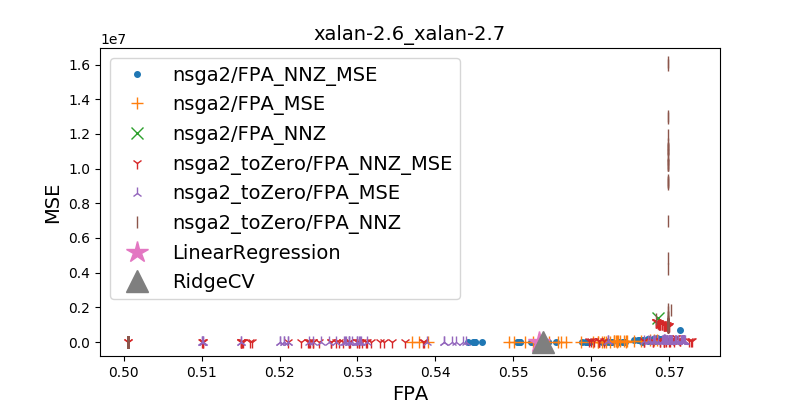 xalan-2.6_xalan-2.7
1e7
1.6
1.4
1.2
1.0
0.8
0.6
0.4
0.2
0.0
MSE
nsga2/FPA_NNZ_MSE
nsga2/FPA_MSE
nsga2/FPA_NNZ
nsga2_toZero/FPA_NNZ_MSE
nsga2_toZero/FPA_MSE
nsga2_toZero/FPA_NNZ
LinearRegression
RidgeCV
0.50 0.51 0.52 0.53 0.54 0.55 0.56 0.57
FPA